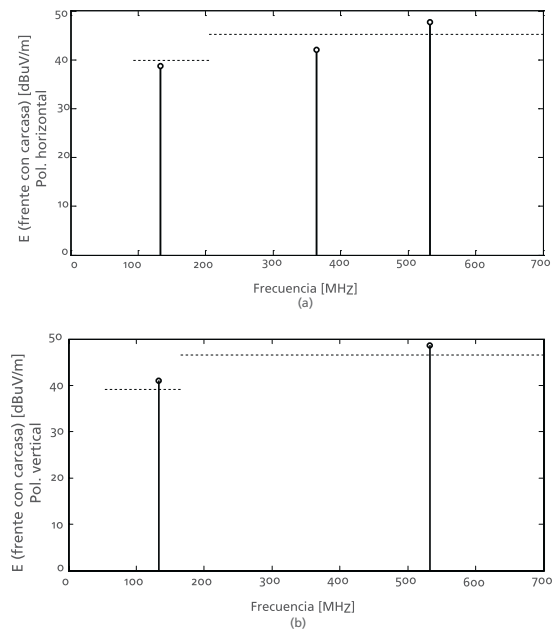 E (frente con carcasa) [dBuV/m]
Pol. horizontal
50
40
30
20
10
0
0 100 200 300 400 500 600 700
Frecuencia [MHZ]
(a)
E (frente con carcasa) [dBuV/m]
Pol. vertical
50
40
30
20
10
0
0 100 200 300 400 500 600 700
Frecuencia [MHZ]
(b)